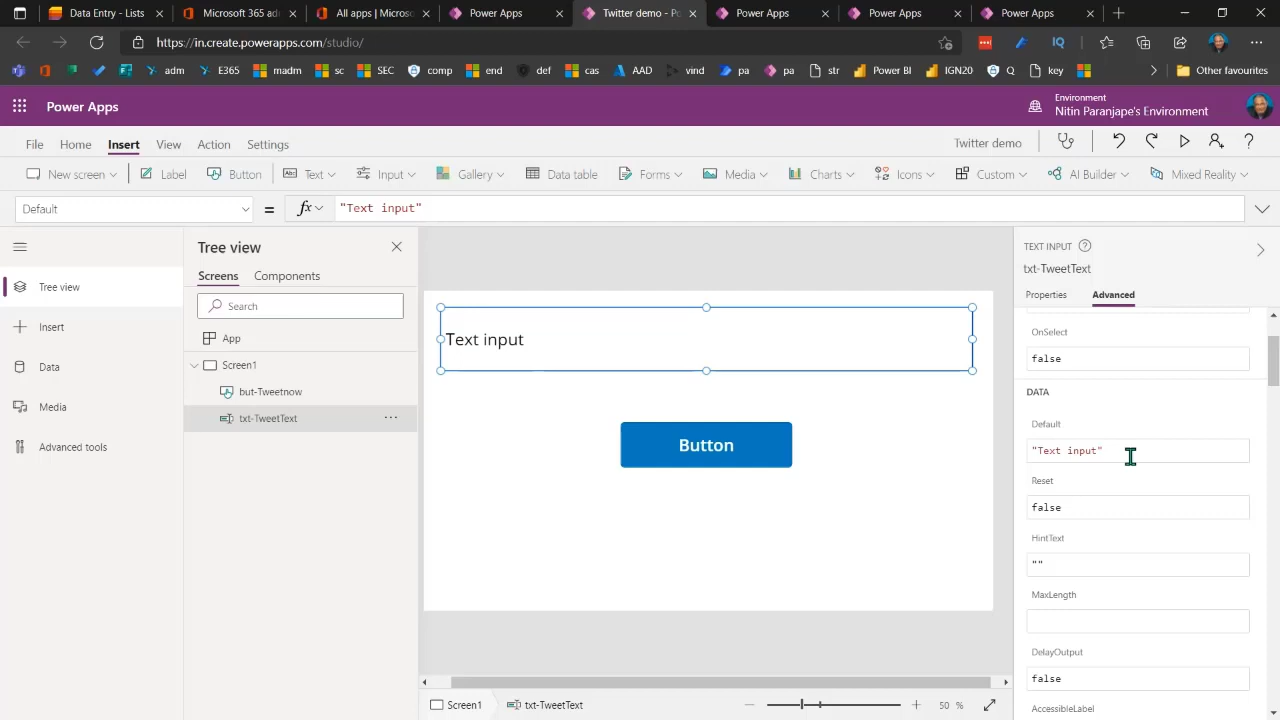 Data Entry - Lists
Microsoft 365 ad
All apps | Micros
Power Apps
Twitter demo - Po
Power Apps
Power Apps
Power Apps
https://in.create.powerapps.com/studio/
IQ
adm
E365
madm
sc
SEC
comp
end
def
cas
AAD
vind
pa
pa
str
Power BI
IGN20
Q
key
Other favourites
Power Apps
Environment
Nitin Paranjape's Environment
File
Home
Insert
View
Action
Settings
Twitter demo
New screen
Label
Button
Text
Input
Gallery
Data table
Forms
Media
Charts
Icons
Custom
AI Builder
Mixed Reality
Default
=
fx
"Text input"
Tree view
Insert
Data
Media
Advanced tools
Tree view
Screens
Components
Search
App
Screen1
but-Tweetnow
txt-TweetText
Text input
Button
Screen1
txt-TweetText
50 %
TEXT INPUT
txt-TweetText
Properties
Advanced
OnSelect
false
DATA
Default
"Text input"
Reset
false
HintText
""
MaxLength
DelayOutput
false
AccessibleLabel